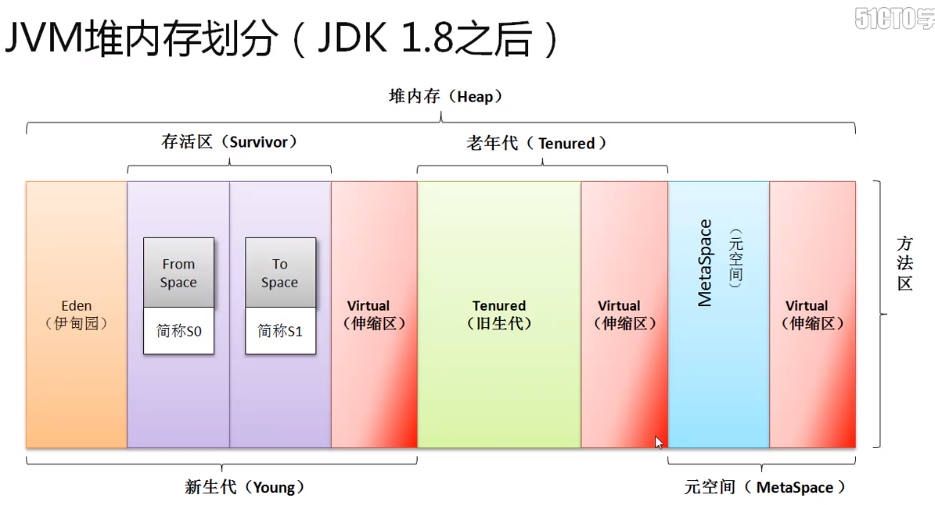 51CTO学
JVM堆内存划分（JDK 1.8之后）
堆内存（Heap）
存活区（Survivor）
老年代（Tenured）
Eden
（伊甸园）
From
Space
简称S0
To
Space
简称S1
Virtual
（伸缩区）
Tenured
（旧生代）
Virtual
（伸缩区）
MetaSpace
（元空间）
Virtual
（伸缩区）
方法区
新生代（Young）
元空间（MetaSpace）